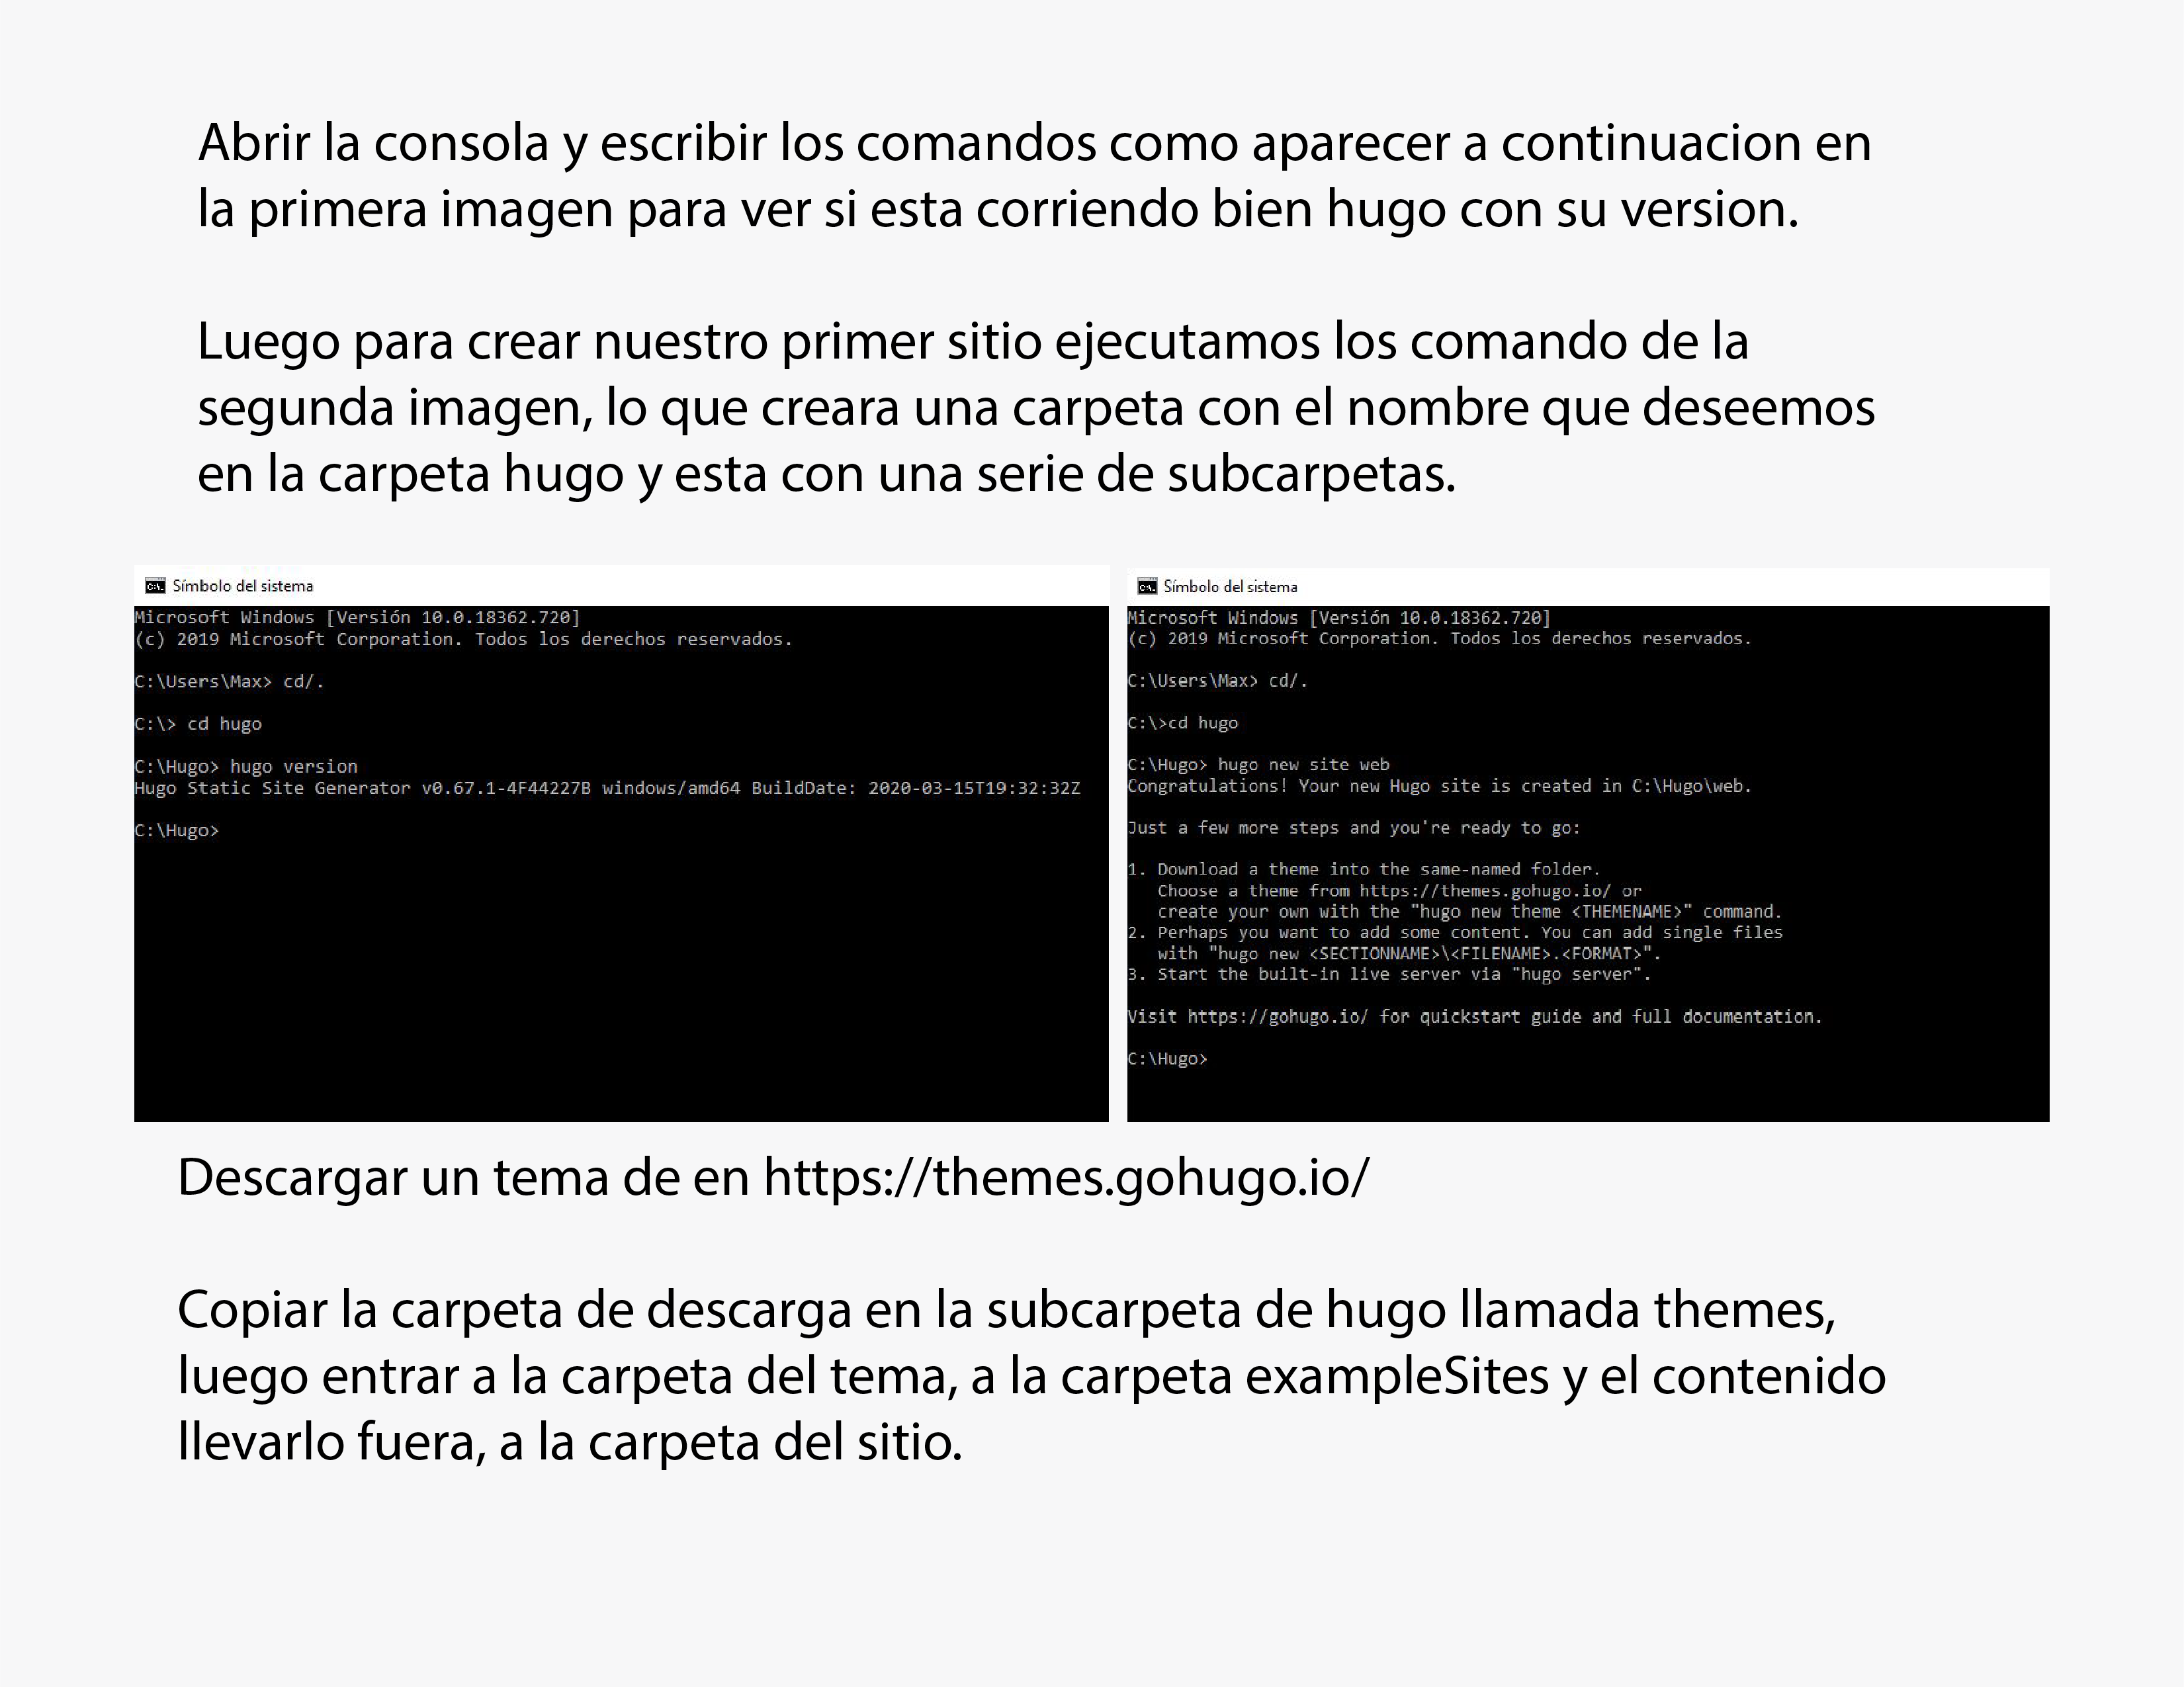 Abrir la consola y escribir los comandos como aparecer a continuacion en
la primera imagen para ver si esta corriendo bien hugo con su version.
Luego para crear nuestro primer sitio ejecutamos los comando de la
segunda imagen, lo que creara una carpeta con el nombre que deseemos
en la carpeta hugo y esta con una serie de subcarpetas.
Símbolo del sistema
Microsoft Windows [Versión 10.0.18362.720]
(c) 2019 Microsoft Corporation. Todos los derechos reservados.
C:\Users\Max> cd/.
C:\> cd hugo
C:\Hugo> hugo version
Hugo Static Site Generator v0.67.1-4F44227B windows/amd64 BuildDate: 2020-03-15T19:32:32Z
C:\Hugo>
Símbolo del sistema
Microsoft Windows [Versión 10.0.18362.720]
(c) 2019 Microsoft Corporation. Todos los derechos reservados.
C:\Users\Max> cd/.
C:\>cd hugo
C:\Hugo> hugo new site web
Congratulations! Your new Hugo site is created in C:\Hugo\web.
Just a few more steps and you're ready to go:
1. Download a theme into the same-named folder.
Choose a theme from https://themes.gohugo.io/ or
create your own with the "hugo new theme <THEMENAME>" command.
2. Perhaps you want to add some content. You can add single files
with "hugo new <SECTIONNAME>\<FILENAME>.<FORMAT>".
3. Start the built-in live server via "hugo server".
Visit https://gohugo.io/ for quickstart guide and full documentation.
C:\Hugo>
Descargar un tema de en https://themes.gohugo.io/
Copiar la carpeta de descarga en la subcarpeta de hugo llamada themes,
luego entrar a la carpeta del tema, a la carpeta exampleSites y el contenido
llevarlo fuera, a la carpeta del sitio.